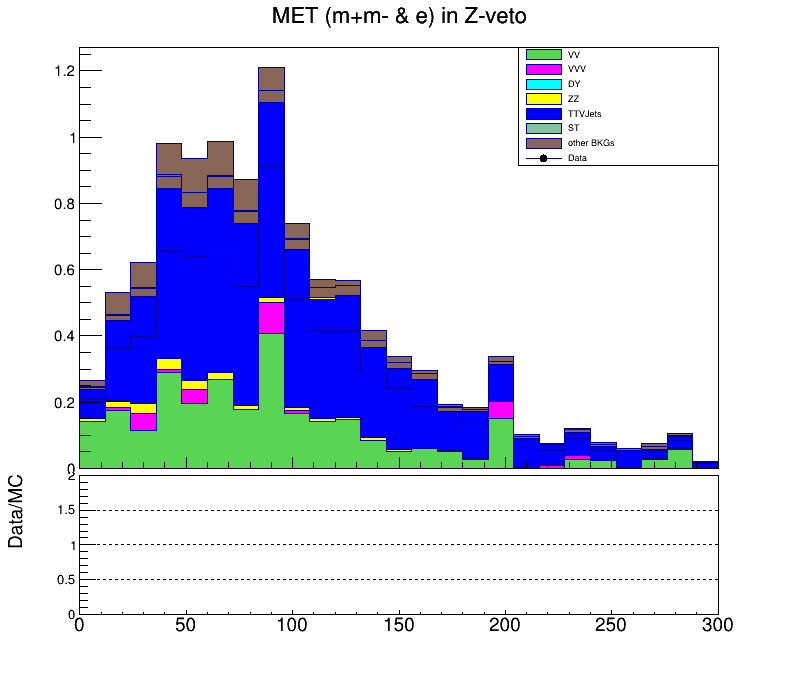 MET (m+m- & e) in Z-veto
VV
VVV
DY
ZZ
TTVJets
ST
other BKGs
Data
1.2
1
0.8
0.6
0.4
0.2
0
Data/MC
2
1.5
1
0.5
0
0 50 100 150 200 250 300